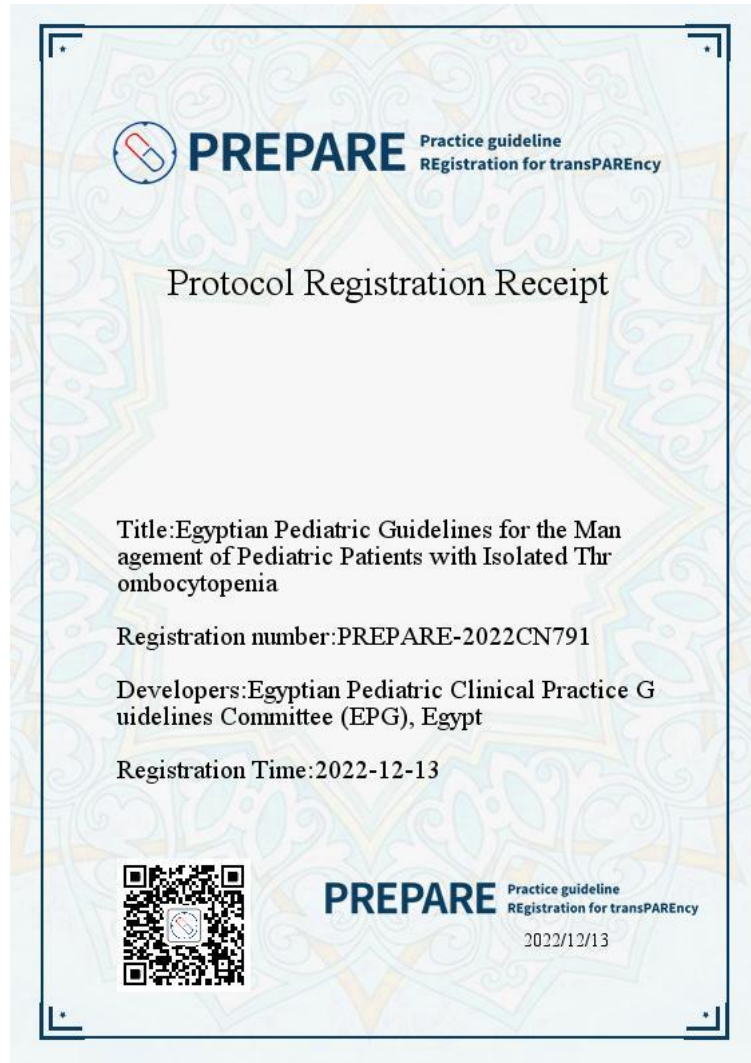 PREPARE
Practice guideline
REgistration for transPAREncy
Protocol Registration Receipt
Title:Egyptian Pediatric Guidelines for the Man
agement of Pediatric Patients with Isolated Thr
ombocytopenia
Registration number:PREPARE-2022CN791
Developers:Egyptian Pediatric Clinical Practice G
uidelines Committee (EPG), Egypt
Registration Time:2022-12-13
PREPARE
Practice guideline
REgistration for transPAREncy
2022/12/13